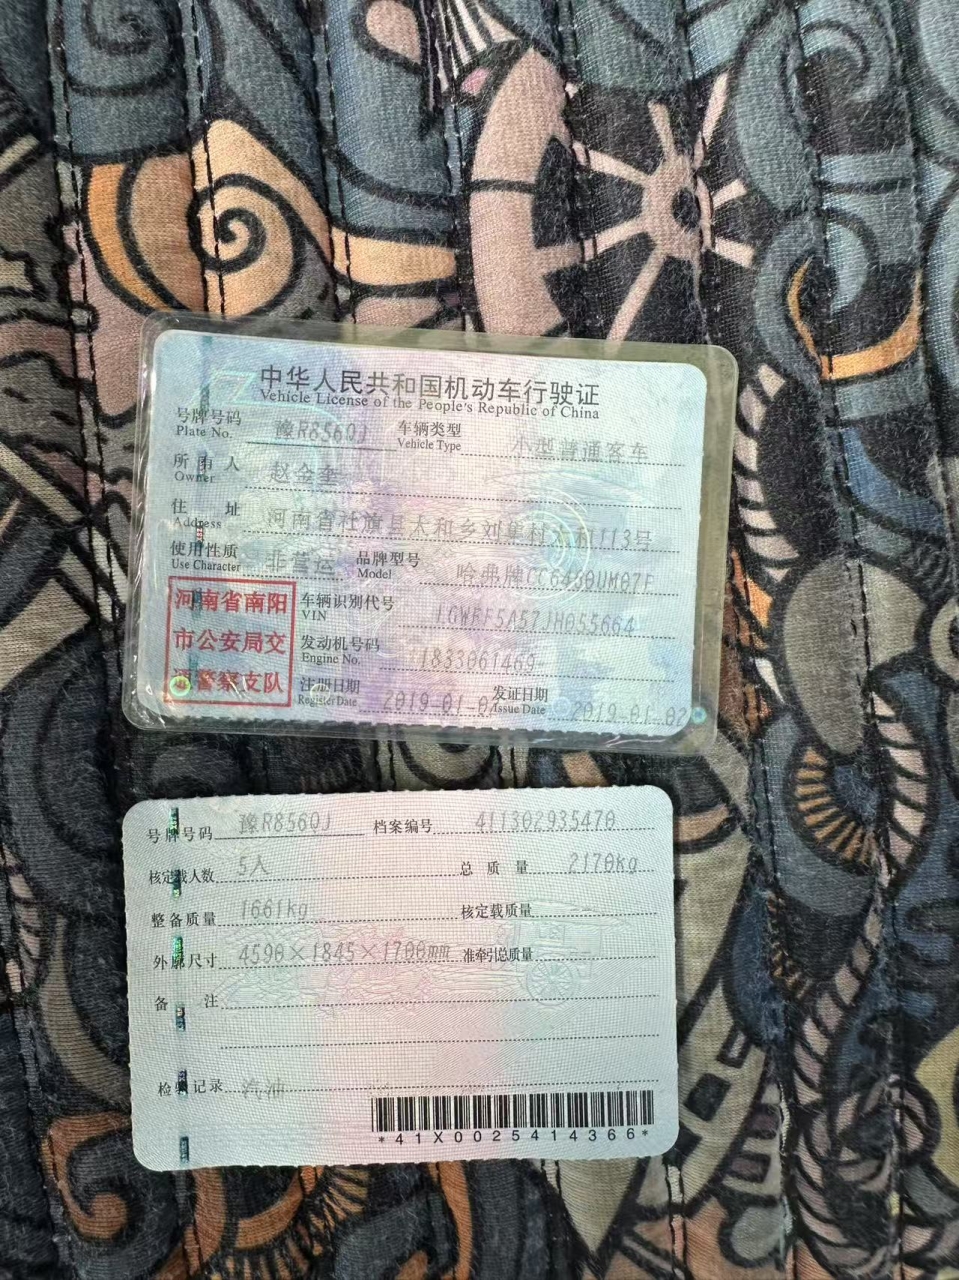 中华人民共和国机动车行驶证
Vehicle License of the People's Republic of China
号牌号码 豫R8560J 车辆类型 小型普通客车
Plate No. Vehicle Type
所有人 赵金奎
Owner
住址 河南省社旗县太和乡刘集村 113号
Address
使用性质 非营运 品牌型号 哈弗牌CC6460UM07F
Use Character Model
河南省南阳
市公安局交
通警察支队
车辆识别代号 LGWFF5A57JH055664
VIN
发动机号码 1833061469
Engine No.
注册日期 2019-01-02 发证日期 2019-01-02
Register Date Issue Date
号牌号码 豫R8560J 档案编号 411302935470
核定载人数 5人 总质量 2170kg
整备质量 1661kg 核定载质量
外廓尺寸 4590×1845×1700mm 准牵引总质量
备注
检验记录 汽油
*41X0025414366*